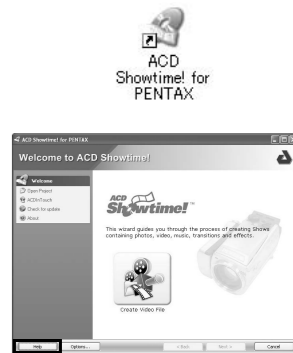 ACD
Showtime! for
PENTAX
ACD Showtime! for PENTAX
Welcome to ACD Showtime!
Welcome
Open Project
ACDInTouch
Check for update
About
ACD
Showtime!™
This wizard guides you through the process of creating Shows
containing photos, video, music, transitions and effects.
Create Video File
Help
Options...
< Back
Next >
Cancel